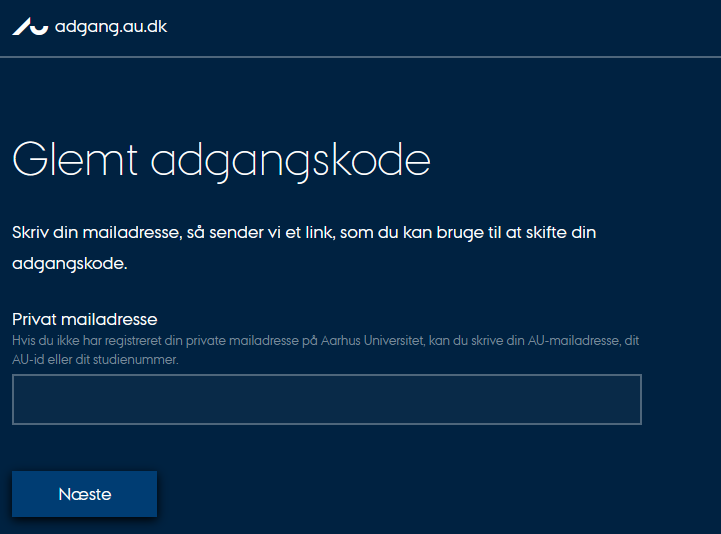 adgang.au.dk
Glemt adgangskode
Skriv din mailadresse, så sender vi et link, som du kan bruge til at skifte din
adgangskode.
Privat mailadresse
Hvis du ikke har registreret din private mailadresse på Aarhus Universitet, kan du skrive din AU-mailadresse, dit
AU-id eller dit studienummer.
Næste